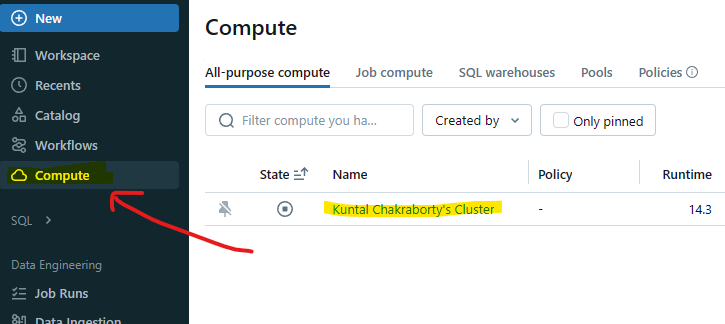 New
Workspace
Recents
Catalog
Workflows
Compute
SQL
Data Engineering
Job Runs
Data Ingestion
Compute
All-purpose compute Job compute SQL warehouses Pools Policies
Filter compute you ha... Created by Only pinned
State Name Policy Runtime
Kuntal Chakraborty's Cluster - 14.3